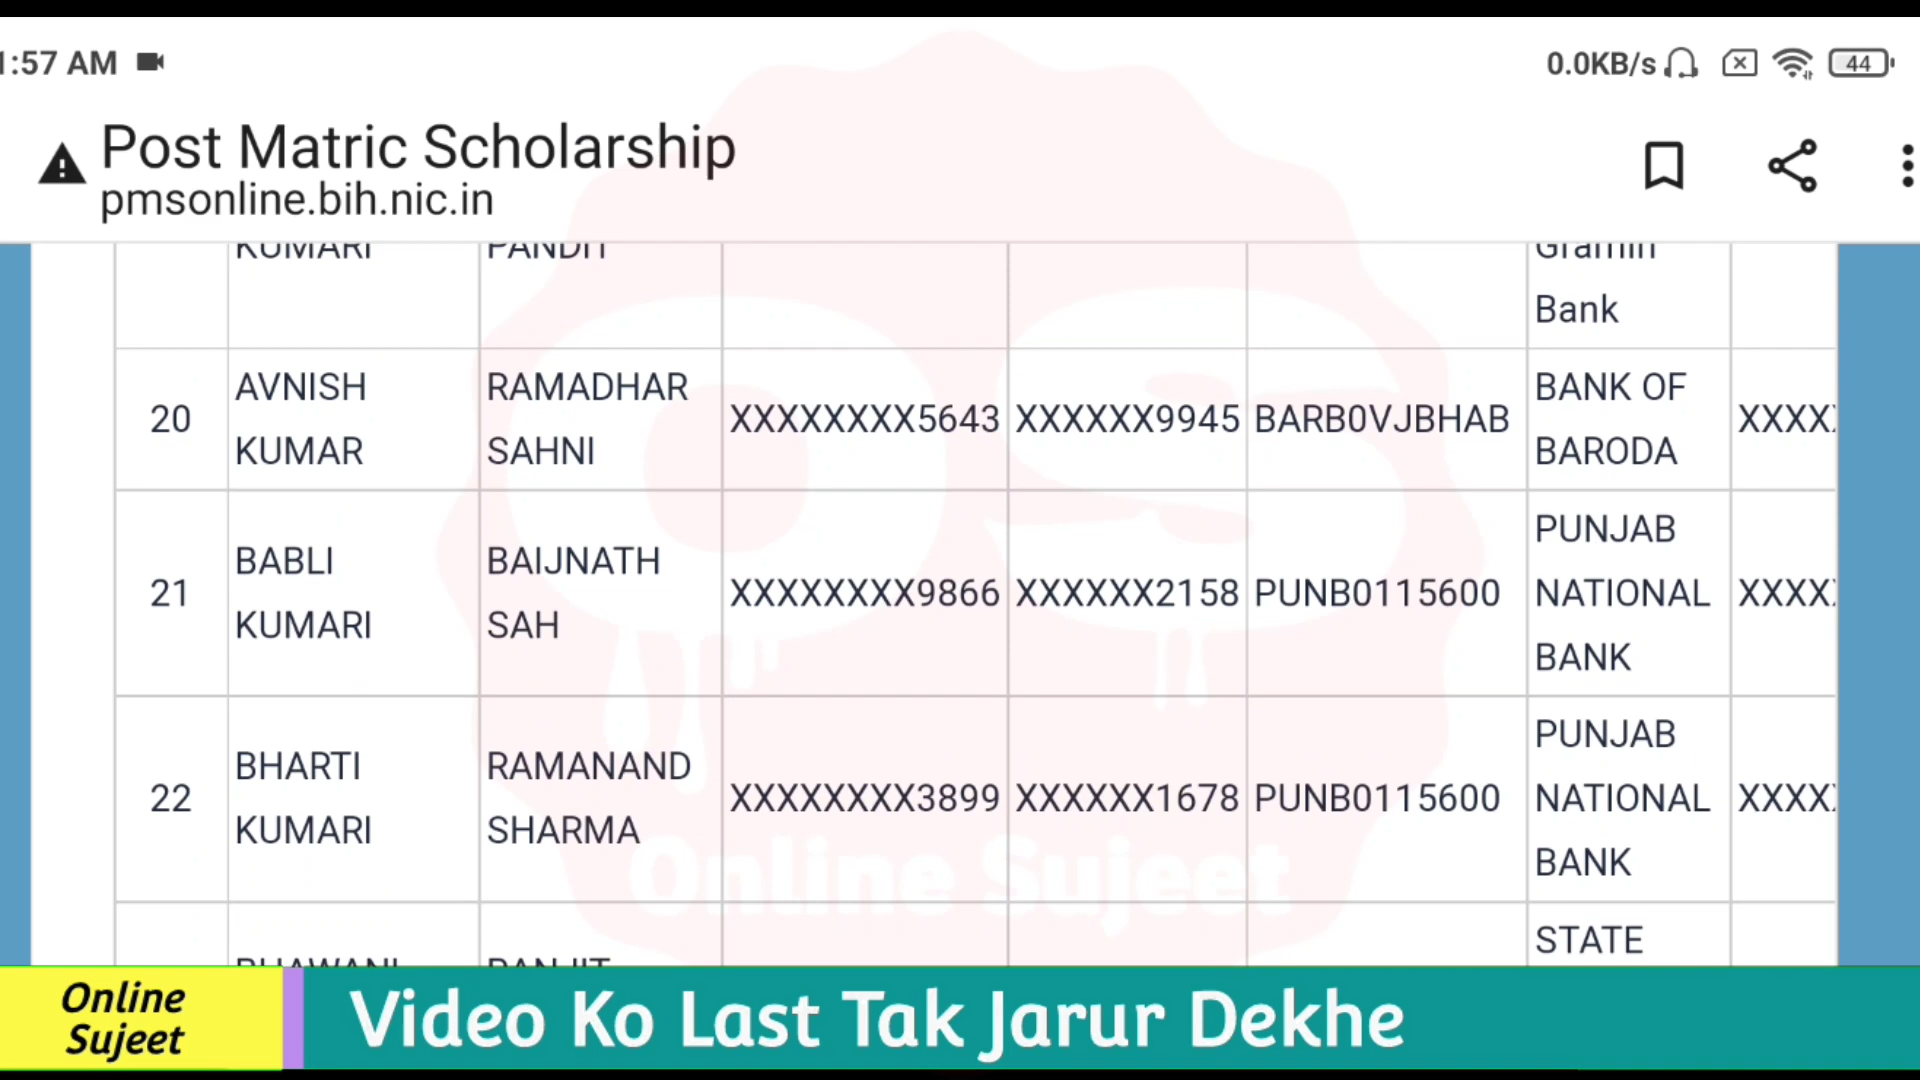 1:57 AM
0.0KB/s
44
Post Matric Scholarship
pmsonline.bih.nic.in
KUMARI PANDIT Gramin
Bank
20 AVNISH KUMAR RAMADHAR SAHNI XXXXXXXX5643 XXXXXX9945 BARB0VJBHAB BANK OF BARODA XXXX
21 BABLI KUMARI BAIJNATH SAH XXXXXXXX9866 XXXXXX2158 PUNB0115600 PUNJAB NATIONAL BANK XXXX
22 BHARTI KUMARI RAMANAND SHARMA XXXXXXXX3899 XXXXXX1678 PUNB0115600 PUNJAB NATIONAL BANK XXXX
STATE
Online Sujeet
Online
Sujeet
Video Ko Last Tak Jarur Dekhe